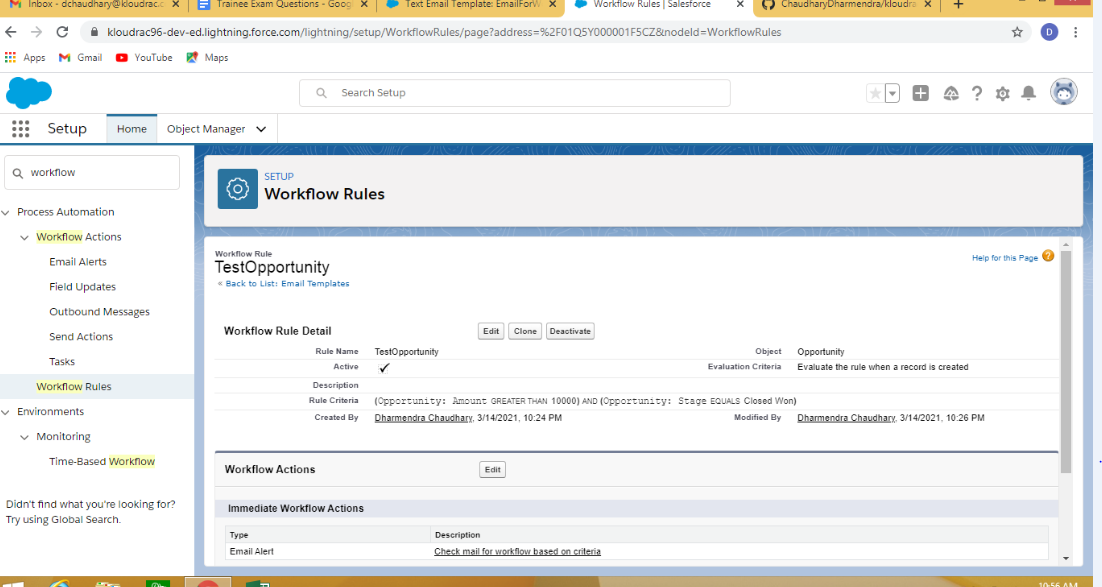 Inbox - dchaudhary@kloudrac.c
Trainee Exam Questions - Goog
Text Email Template: EmailForW
Workflow Rules | Salesforce
ChaudharyDharmendra/kloudra
kloudrac96-dev-ed.lightning.force.com/lightning/setup/WorkflowRules/page?address=%2F01Q5Y000001F5CZ&nodeId=WorkflowRules
D
Apps Gmail YouTube Maps
Search Setup
Setup Home Object Manager
workflow
Process Automation
Workflow Actions
Email Alerts
Field Updates
Outbound Messages
Send Actions
Tasks
Workflow Rules
Environments
Monitoring
Time-Based Workflow
Didn't find what you're looking for?
Try using Global Search.
SETUP
Workflow Rules
Workflow Rule
TestOpportunity
« Back to List: Email Templates
Help for this Page ?
Workflow Rule Detail Edit Clone Deactivate
Rule Name TestOpportunity Object Opportunity
Active ✓ Evaluation Criteria Evaluate the rule when a record is created
Description
Rule Criteria (Opportunity: Amount GREATER THAN 10000) AND (Opportunity: Stage EQUALS Closed Won)
Created By Dharmendra Chaudhary, 3/14/2021, 10:24 PM Modified By Dharmendra Chaudhary, 3/14/2021, 10:26 PM
Workflow Actions Edit
Immediate Workflow Actions
Type Description
Email Alert Check mail for workflow based on criteria
10:56 AM